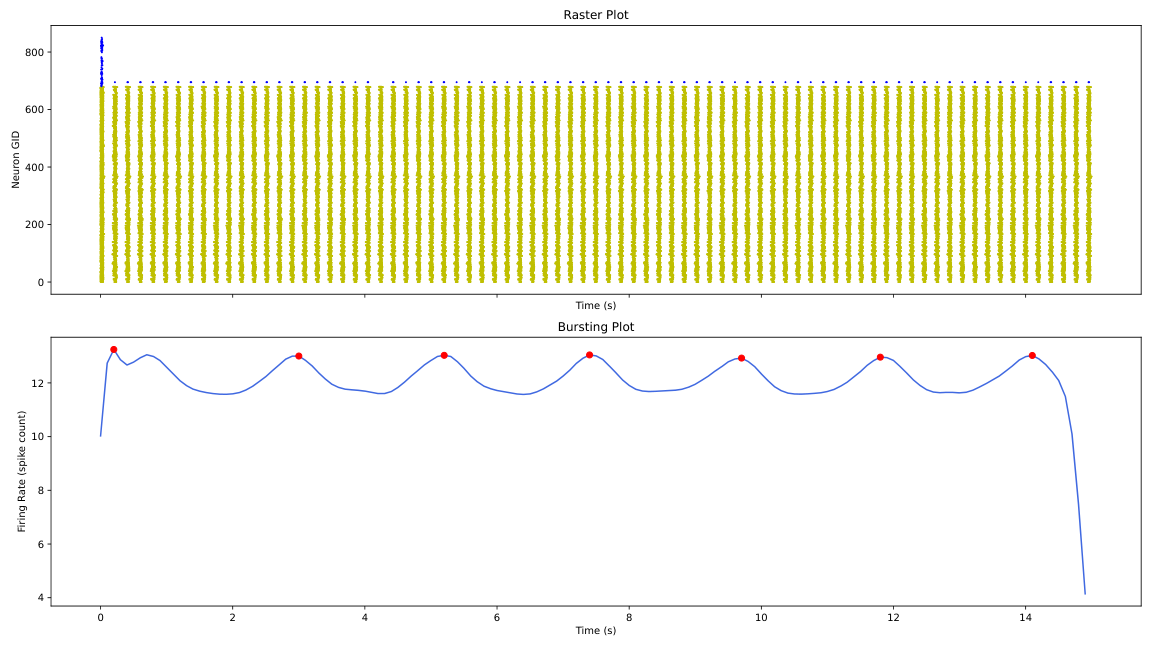 Raster Plot
Neuron GID
800
600
400
200
0
Time (s)
Bursting Plot
Firing Rate (spike count)
12
10
8
6
4
0 2 4 6 8 10 12 14
Time (s)